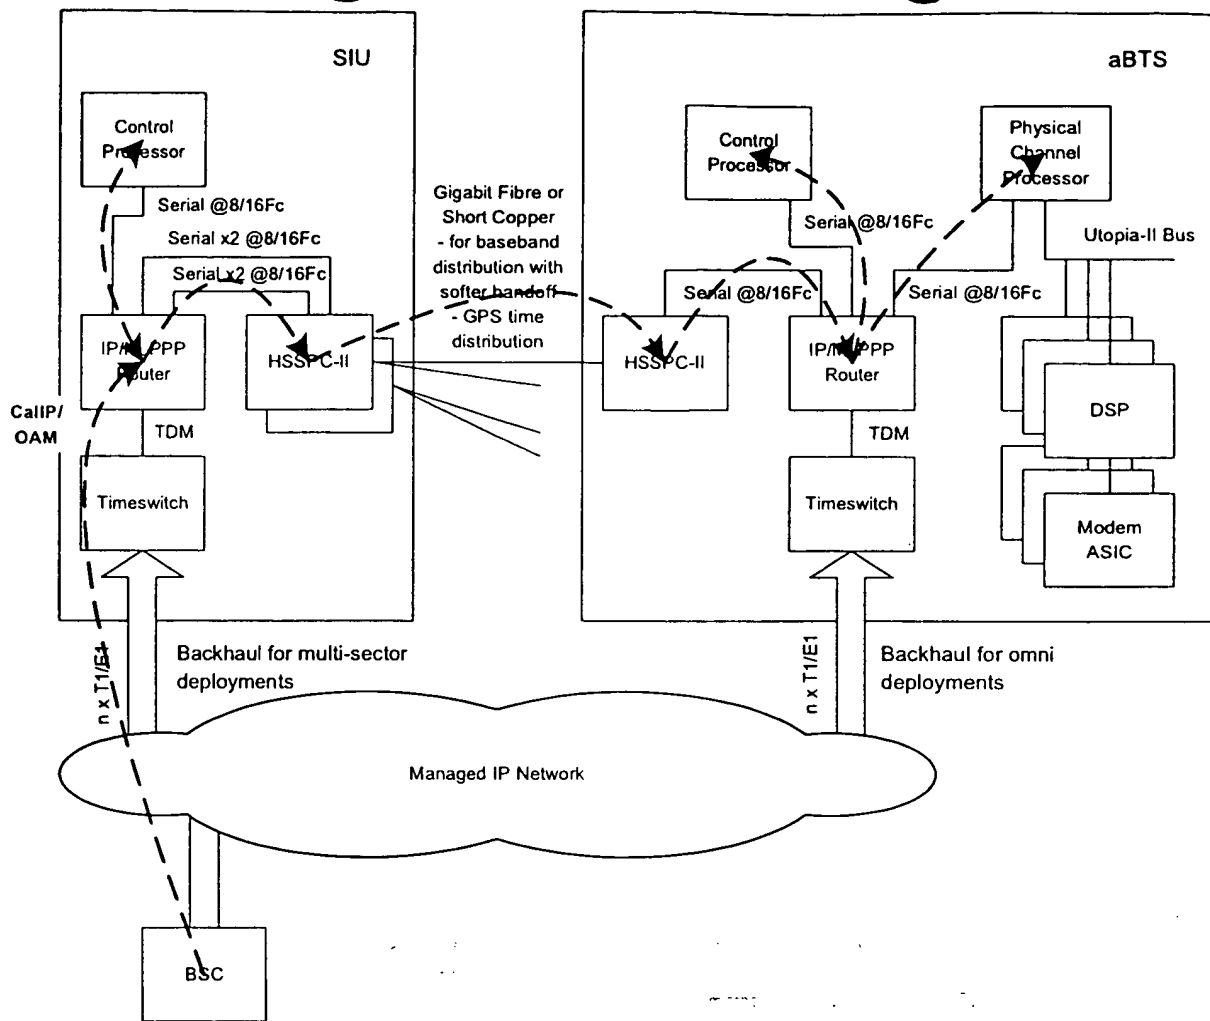 SIU
aBTS
Control
Processor
Control
Processor
Physical
Channel
Processor
Serial @8/16Fc
Serial x2 @8/16Fc
Serial x2 @8/16Fc
Gigabit Fibre or
Short Copper
- for baseband
distribution with
softer handoff
- GPS time
distribution
Serial @8/16Fc
Utopia-II Bus
Serial @8/16Fc
Serial @8/16Fc
Router
HSSPC-II
HSSPC-II
Router
DSP
CallP/
OAM
TDM
TDM
Timeswitch
Timeswitch
Modem
ASIC
n x T1/E1
Backhaul for multi-sector
deployments
n x T1/E1
Backhaul for omni
deployments
Managed IP Network
BSC